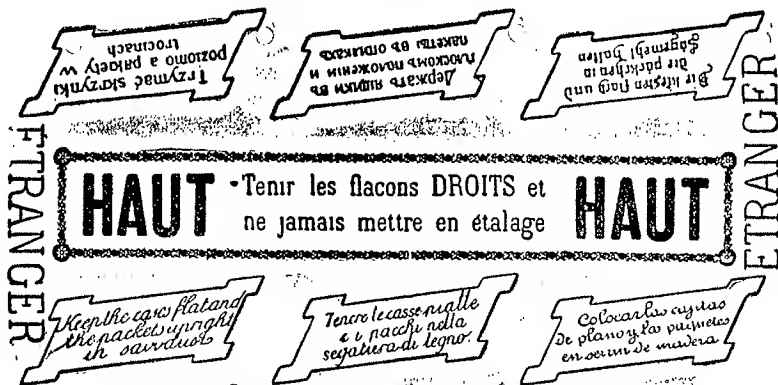 Trzymać skrzynki
poziomo a pakiety w
trocinach
Держать ящики въ
плоскомъ положеніи и
пакеты въ опилкахъ
Die Kisten flach und
die päckchen in
Sägmehl halten
ETRANGER
HAUT
Tenir les flacons DROITS et
ne jamais mettre en étalage
HAUT
ETRANGER
Keep the cases flat and
the packets upright
in sawdust
Tenere le casse piatte
e i pacchi nella
segatura di legno.
Colocar las cajitas
De plano y los paquetes
en serrin de madera